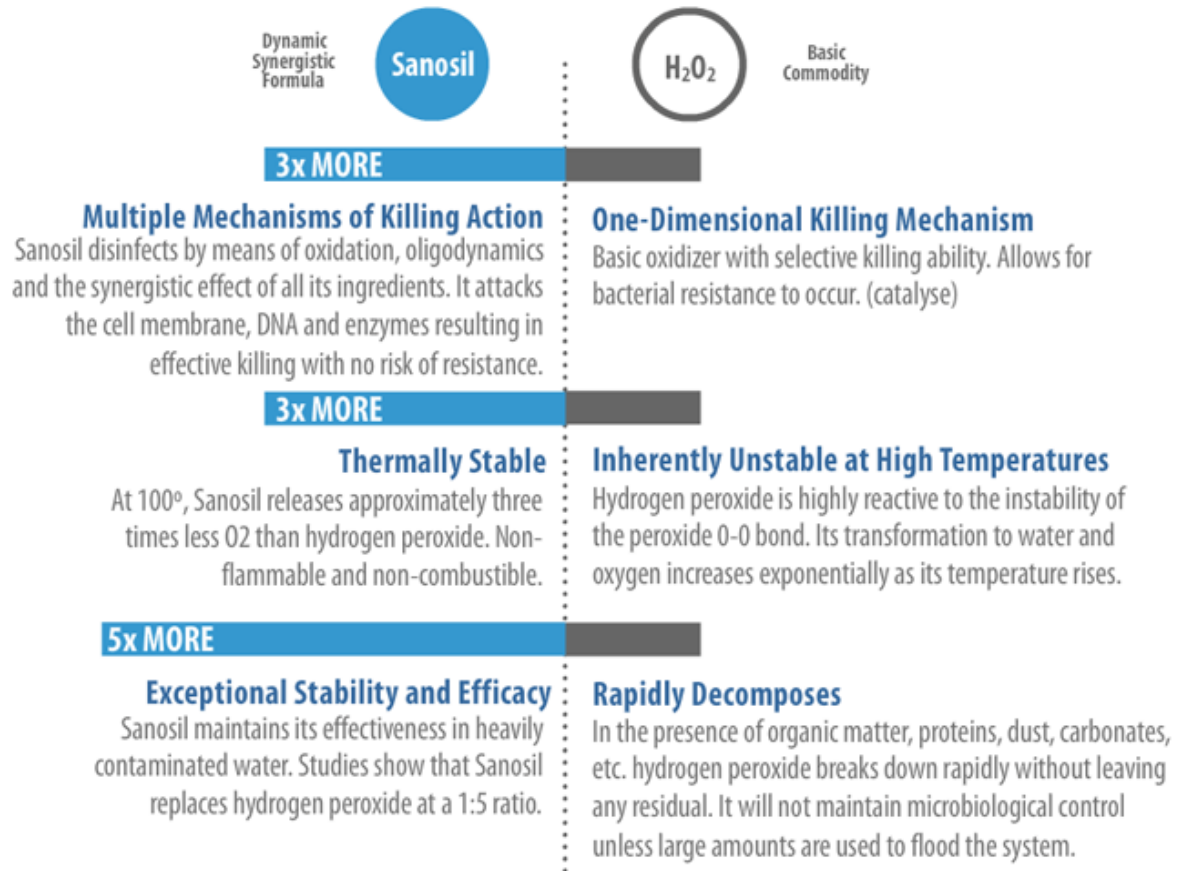 Dynamic
Synergistic
Formula
Sanosil
H₂O₂
Basic
Commodity
3x MORE
Multiple Mechanisms of Killing Action
Sanosil disinfects by means of oxidation, oligodynamics
and the synergistic effect of all its ingredients. It attacks
the cell membrane, DNA and enzymes resulting in
effective killing with no risk of resistance.
One-Dimensional Killing Mechanism
Basic oxidizer with selective killing ability. Allows for
bacterial resistance to occur. (catalyse)
3x MORE
Thermally Stable
At 100º, Sanosil releases approximately three
times less O2 than hydrogen peroxide. Non-
flammable and non-combustible.
Inherently Unstable at High Temperatures
Hydrogen peroxide is highly reactive to the instability of
the peroxide 0-0 bond. Its transformation to water and
oxygen increases exponentially as its temperature rises.
5x MORE
Exceptional Stability and Efficacy
Sanosil maintains its effectiveness in heavily
contaminated water. Studies show that Sanosil
replaces hydrogen peroxide at a 1:5 ratio.
Rapidly Decomposes
In the presence of organic matter, proteins, dust, carbonates,
etc. hydrogen peroxide breaks down rapidly without leaving
any residual. It will not maintain microbiological control
unless large amounts are used to flood the system.